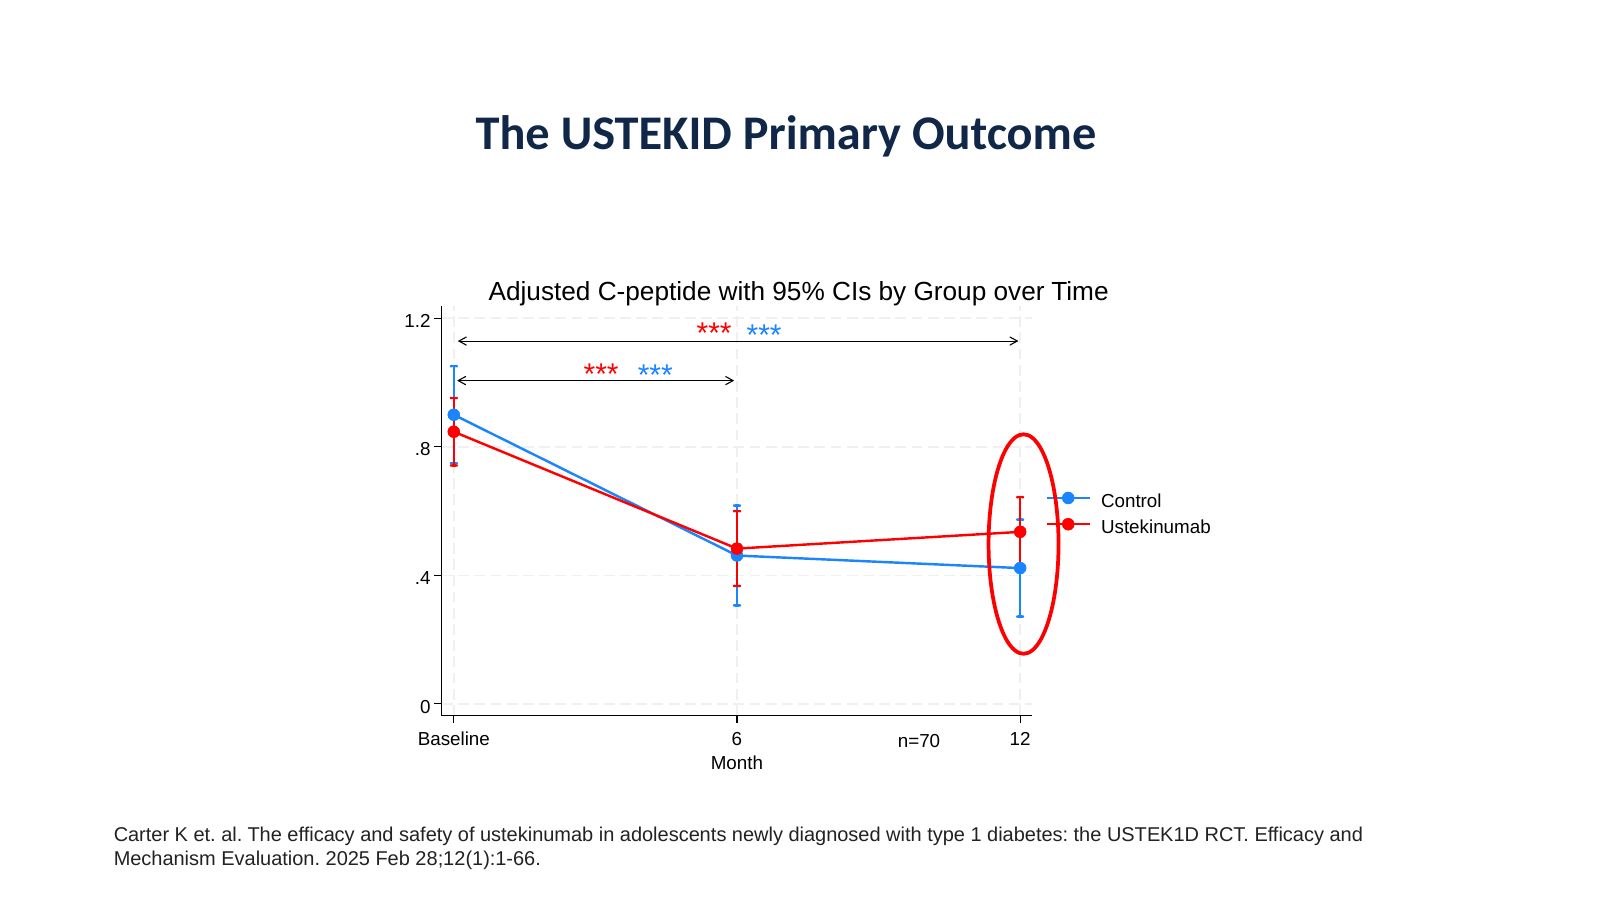 The USTEKID Primary Outcome
Adjusted C-peptide with 95% CIs by Group over Time
1.2
*** ***
*** ***
.8
Control
Ustekinumab
.4
0
Baseline 6 n=70 12
Month
Carter K et. al. The efficacy and safety of ustekinumab in adolescents newly diagnosed with type 1 diabetes: the USTEK1D RCT. Efficacy and
Mechanism Evaluation. 2025 Feb 28;12(1):1-66.